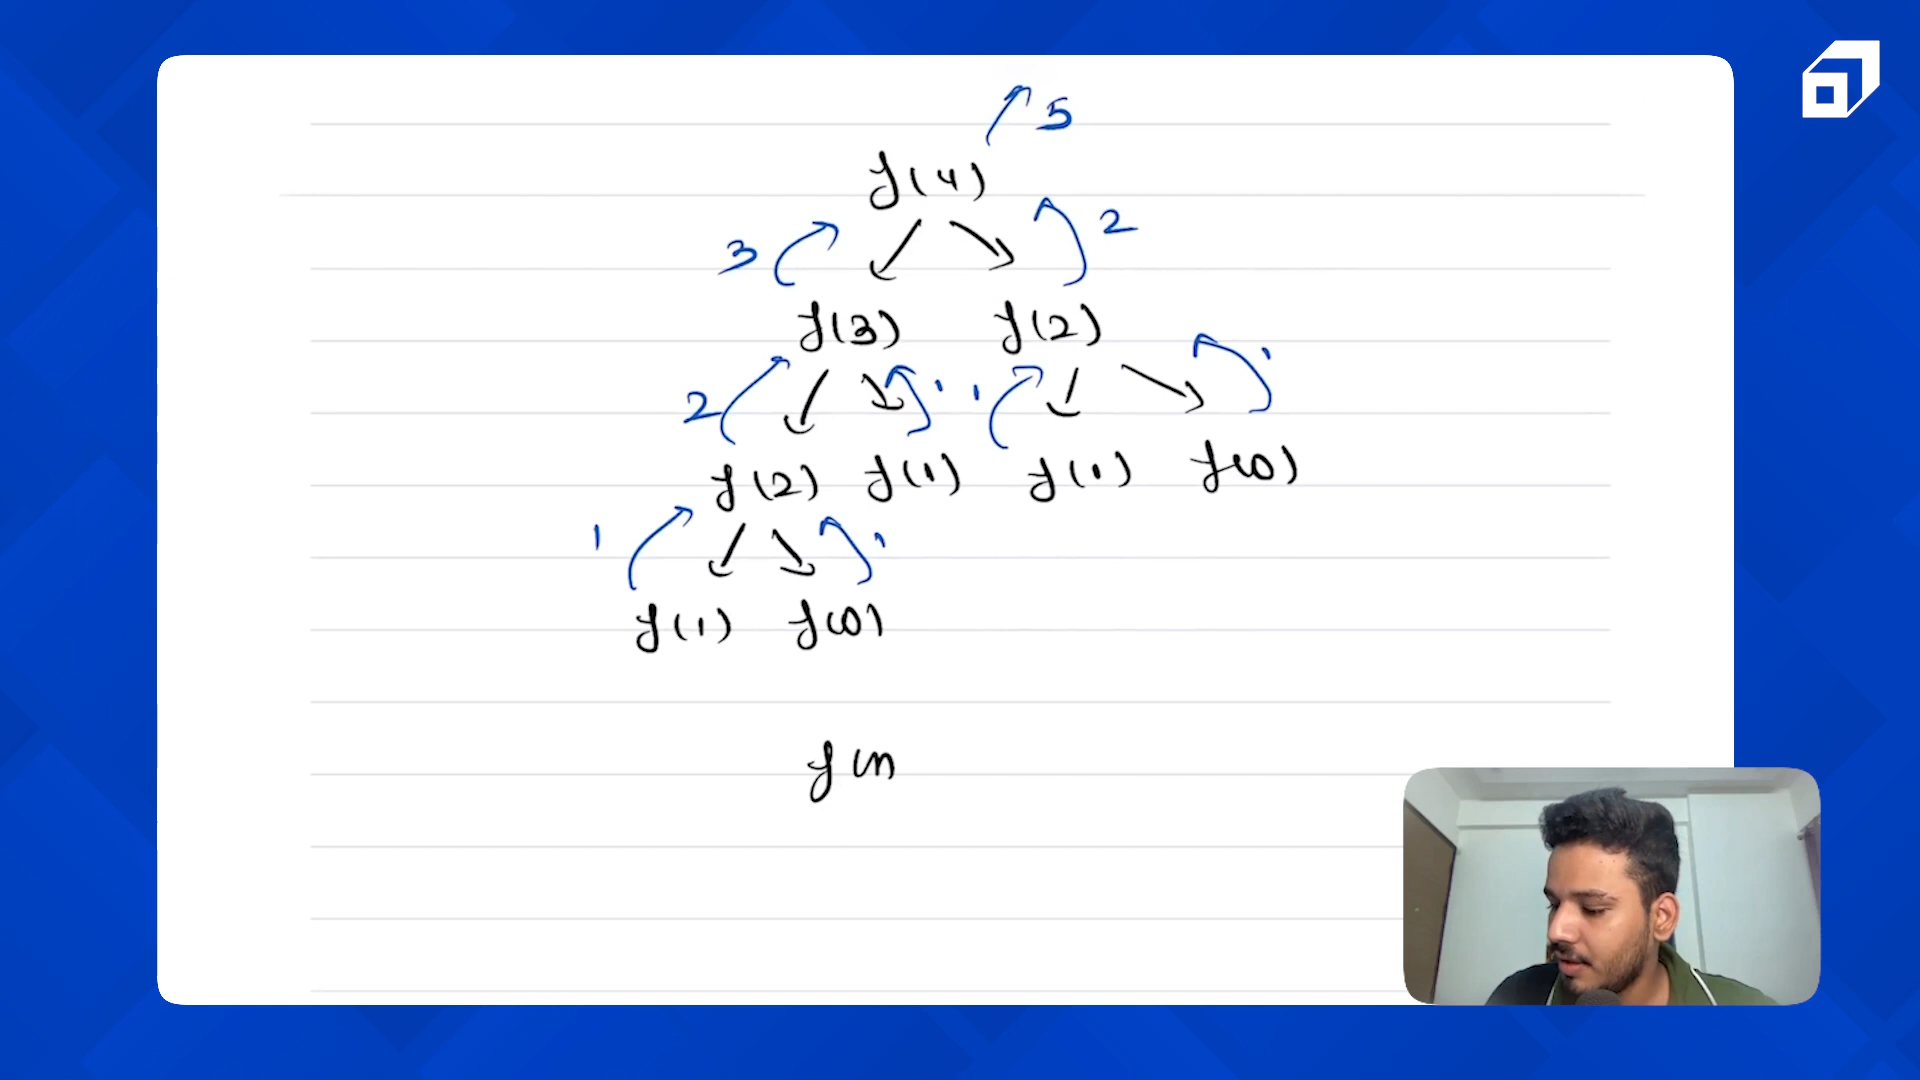 5
f(4)
3 2
f(3) f(2)
2 1 1 1
f(2) f(1) f(1) f(0)
1 1
f(1) f(0)
f(n